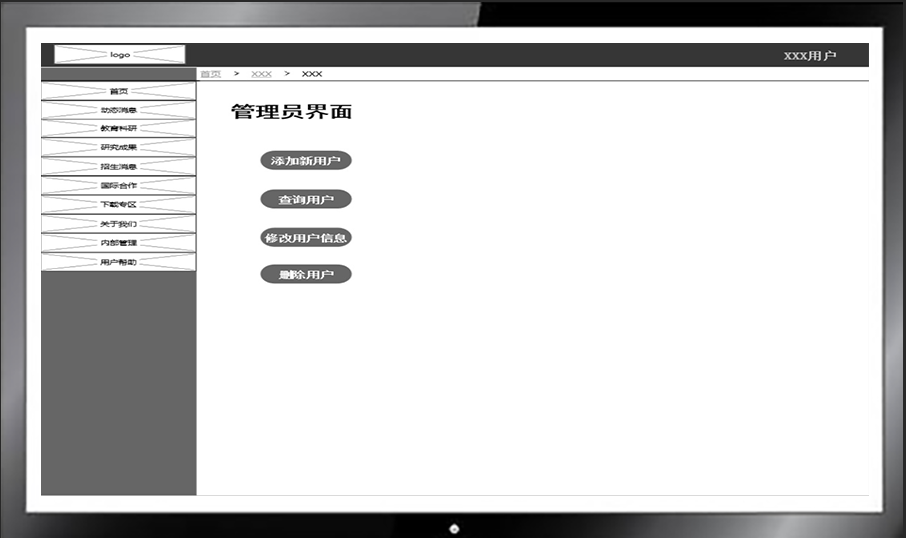 logo
XXX用户
首页 > XXX > XXX
首页
动态消息
教育科研
研究成果
招生消息
国际合作
下载专区
关于我们
内部管理
用户帮助
管理员界面
添加新用户
查询用户
修改用户信息
删除用户